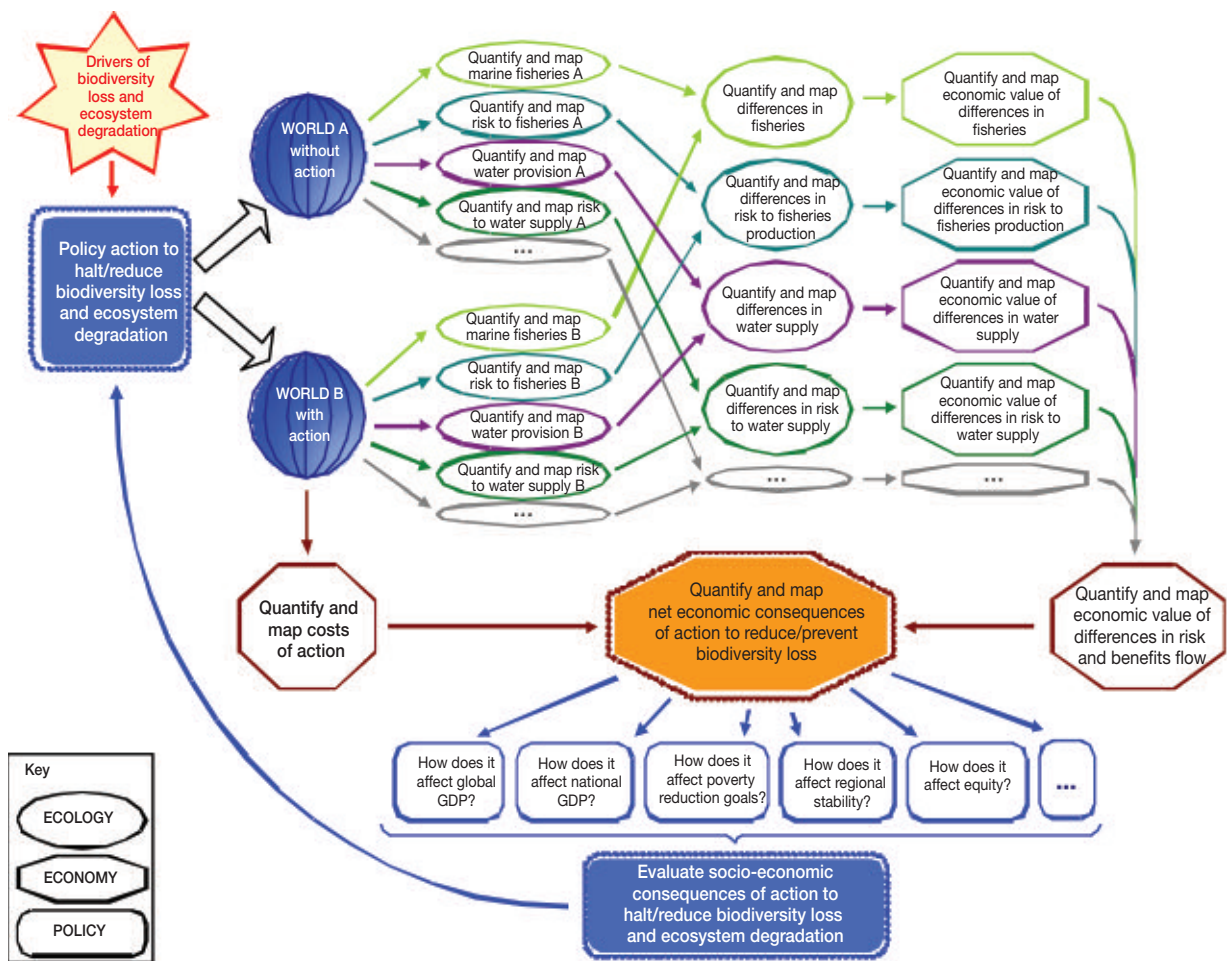 Drivers of
biodiversity
loss and
ecosystem
degradation
Policy action to
halt/reduce
biodiversity loss
and ecosystem
degradation
WORLD A
without
action
WORLD B
with
action
Quantify and map
marine fisheries A
Quantify and map
risk to fisheries A
Quantify and map
water provision A
Quantify and map risk
to water supply A
...
Quantify and map
marine fisheries B
Quantify and map
risk to fisheries B
Quantify and map
water provision B
Quantify and map risk
to water supply B
...
Quantify and map
differences in
fisheries
Quantify and map
differences in
risk to fisheries
production
Quantify and map
differences in
water supply
Quantify and map
differences in risk
to water supply
...
Quantify and map
economic value of
differences in
fisheries
Quantify and map
economic value of
differences in risk to
fisheries production
Quantify and map
economic value of
differences in water
supply
Quantify and map
economic value of
differences in risk
to water supply
...
Quantify and
map costs
of action
Quantify and map
net economic consequences
of action to reduce/prevent
biodiversity loss
Quantify and map
economic value of
differences in risk
and benefits flow
How does it
affect global
GDP?
How does it
affect national
GDP?
How does it
affect poverty
reduction goals?
How does it
affect regional
stability?
How does it
affect equity?
...
Evaluate socio-economic
consequences of action to
halt/reduce biodiversity loss
and ecosystem degradation
Key
ECOLOGY
ECONOMY
POLICY